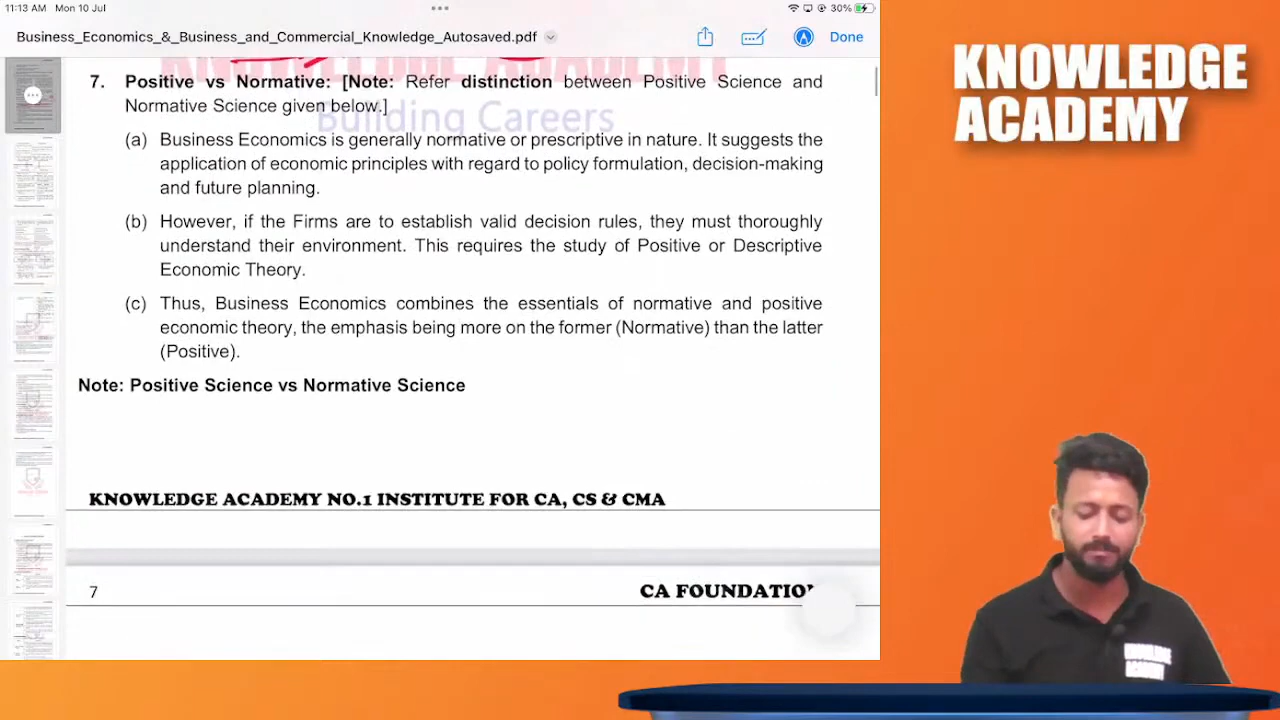 11:13 AM Mon 10 Jul
30%
Business_Economics_&_Business_and_Commercial_Knowledge_Autosaved.pdf
Done
KNOWLEDGE
ACADEMY
7. Positive or Normative: [Note: Refer Distinction between Positive Science and
Normative Science given below.]
Building Careers
(a) Business Economics is generally normative or prescriptive in nature. It suggests the
application of economic principles with regard to policy formulation, decision-making
and future planning.
(b) However, if the Firms are to establish valid decision rules, they must thoroughly
understand their environment. This requires the study of Positive or Descriptive
Economic Theory.
(c) Thus, Business Economics combines the essentials of normative and positive
economic theory, the emphasis being more on the former (Normative) than the latter
(Positive).
Note: Positive Science vs Normative Science
KNOWLEDGE ACADEMY NO.1 INSTITUTE FOR CA, CS & CMA
7
CA FOUNDATION
KNOWLEDGE
ACADEMY